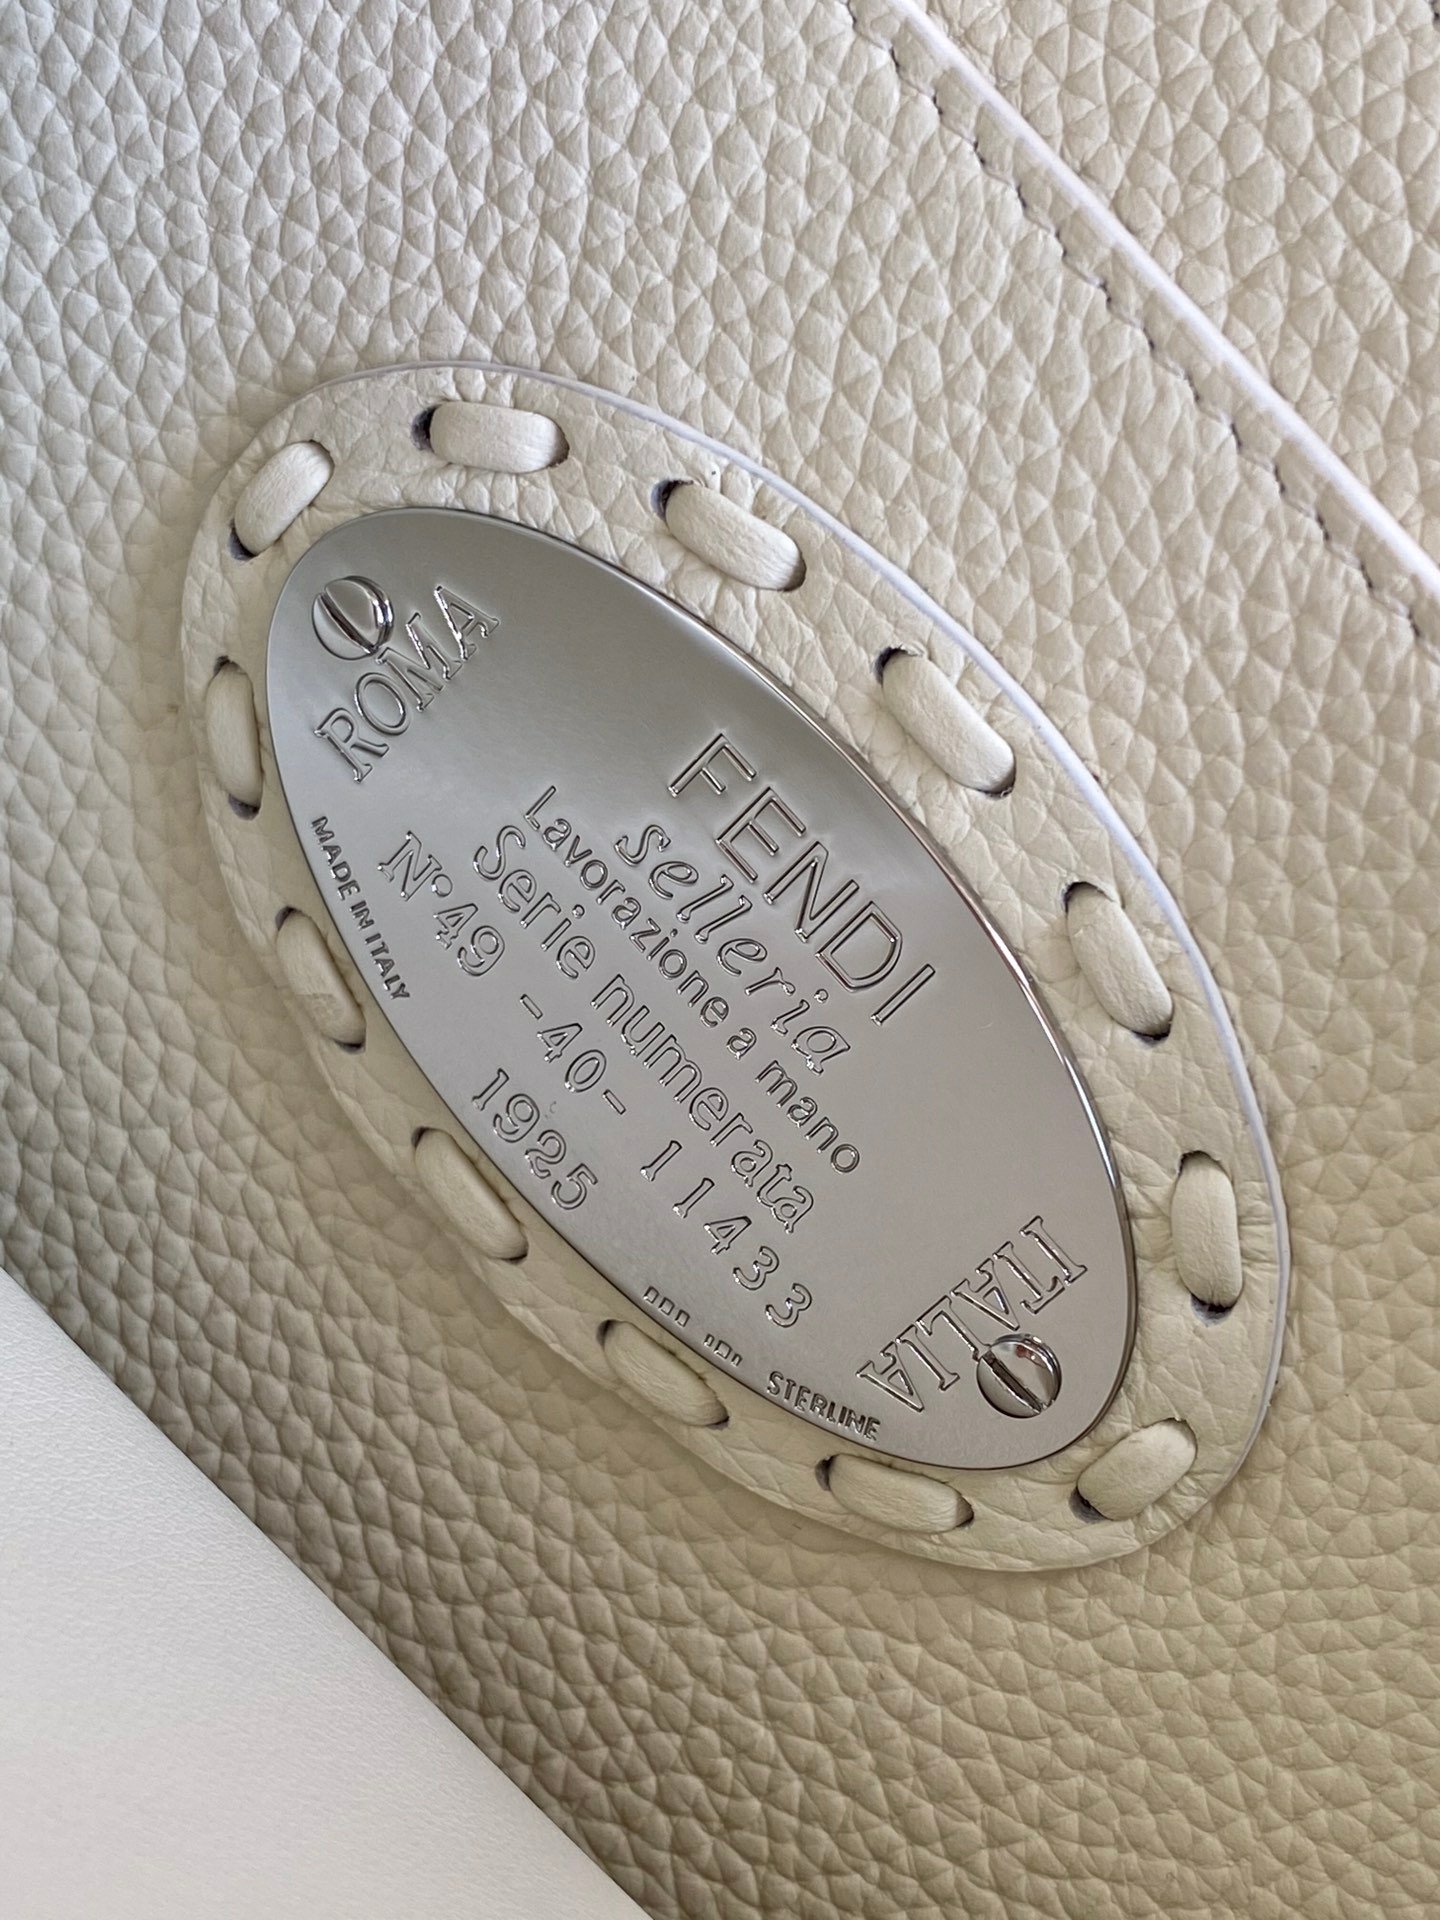 ROMA
FENDI
Selleria
Lavorazione a mano
Serie numerata
N° 49 -40- 11433
1925
MADE IN ITALY
STERLINE
ITALIA